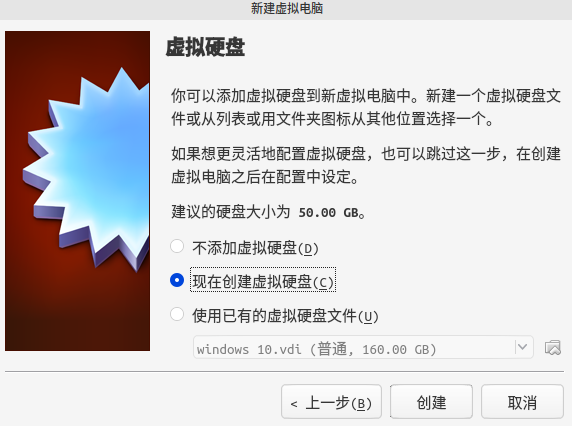 新建虚拟电脑
虚拟硬盘
你可以添加虚拟硬盘到新虚拟电脑中。新建一个虚拟硬盘文
件或从列表或用文件夹图标从其他位置选择一个。
如果想更灵活地配置虚拟硬盘，也可以跳过这一步，在创建
虚拟电脑之后在配置中设定。
建议的硬盘大小为 50.00 GB。
不添加虚拟硬盘(D)
现在创建虚拟硬盘(C)
使用已有的虚拟硬盘文件(U)
windows 10.vdi (普通, 160.00 GB)
< 上一步(B)
创建
取消